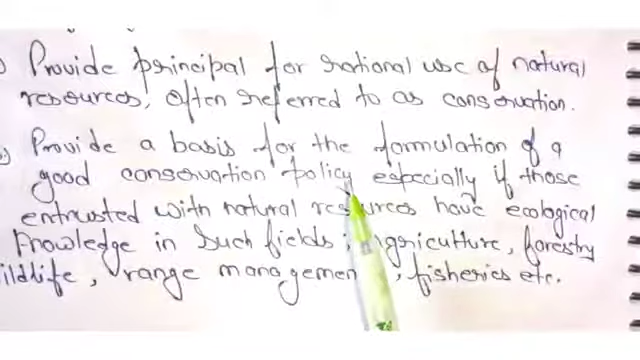 Provide principal for rational use of natural
resources, often referred to as conservation.
Provide a basis for the formulation of a
good conservation policy especially if those
entrusted with natural resources have ecological
knowledge in such fields, agriculture, forestry
wildlife, range managemen , fisheries etc.